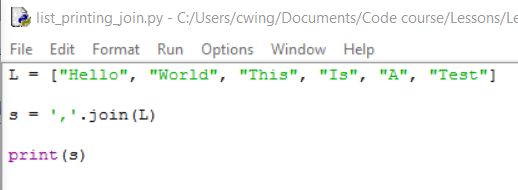 list_printing_join.py - C:/Users/cwing/Documents/Code course/Lessons/Le
File Edit Format Run Options Window Help
L = ["Hello", "World", "This", "Is", "A", "Test"]
s = ','.join(L)
print(s)